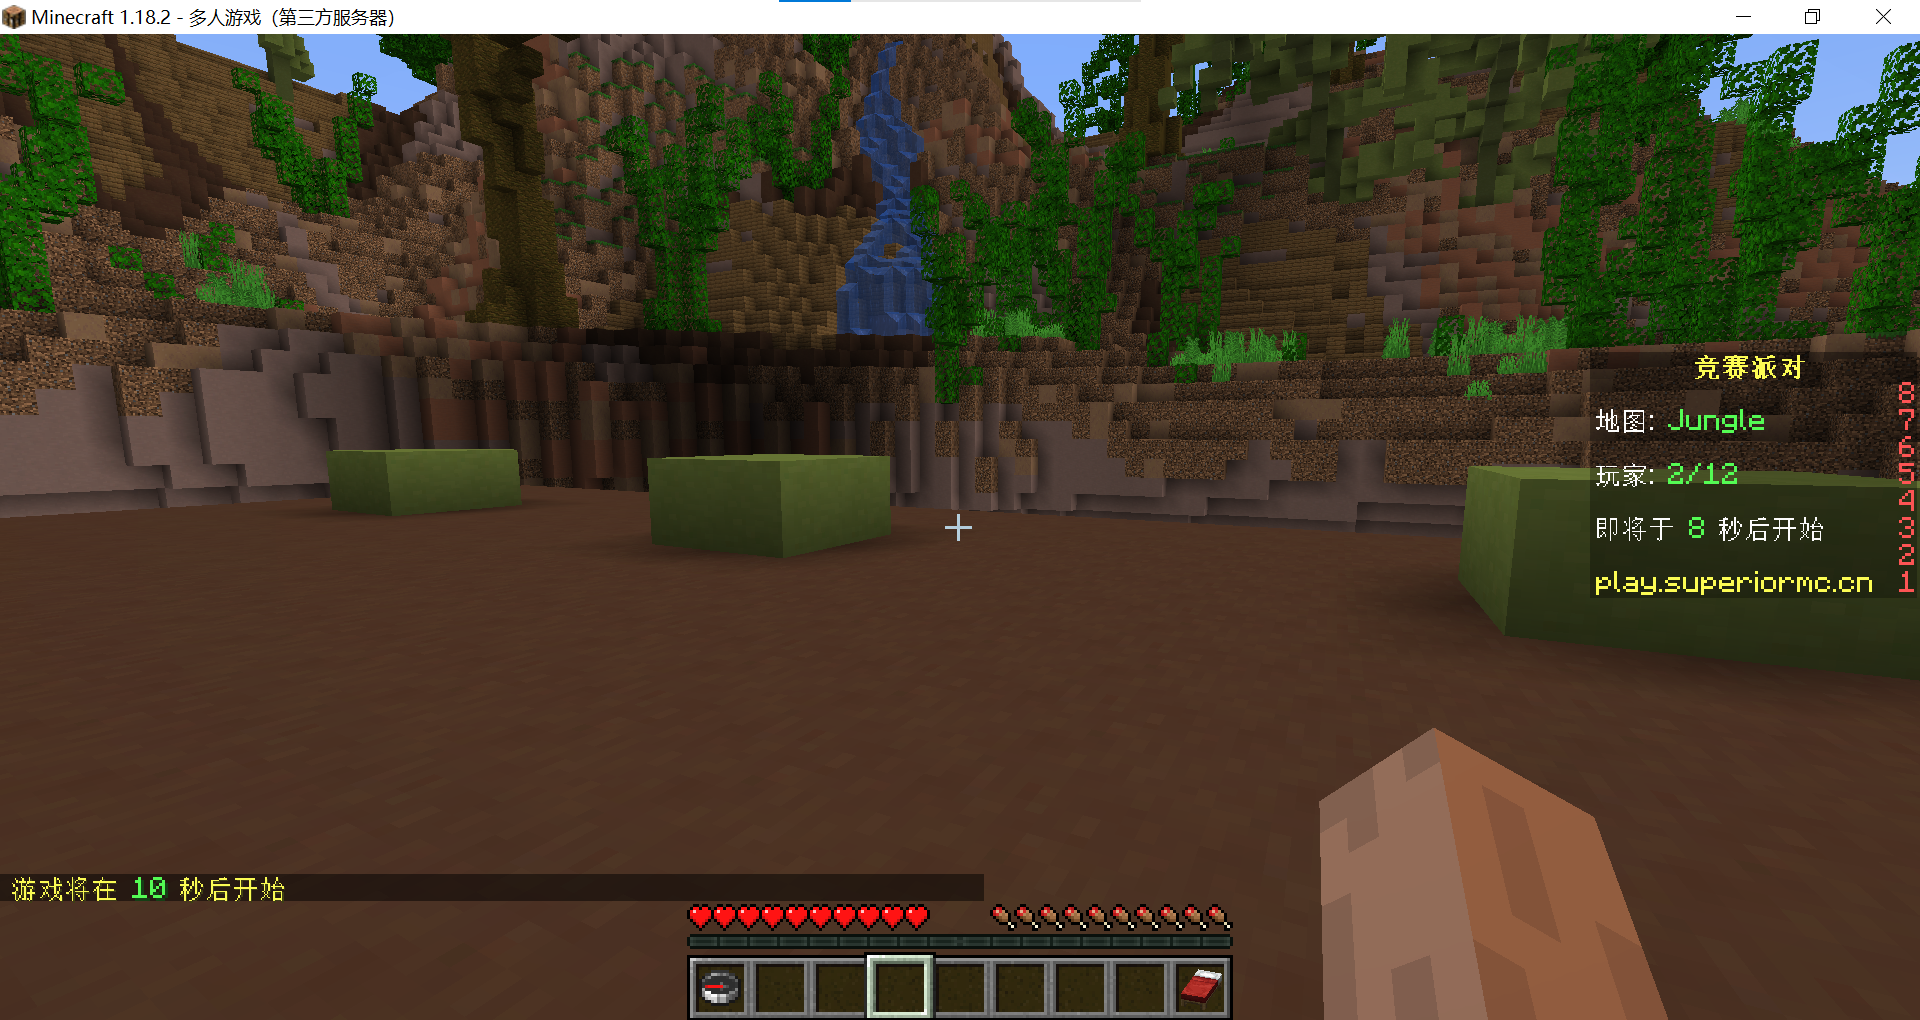 Minecraft 1.18.2 - 多人游戏（第三方服务器）
竞赛派对
8
地图: Jungle
7
6
玩家: 2/12
5
4
即将于 8 秒后开始
3
2
play.superiormc.cn 1
游戏将在 10 秒后开始